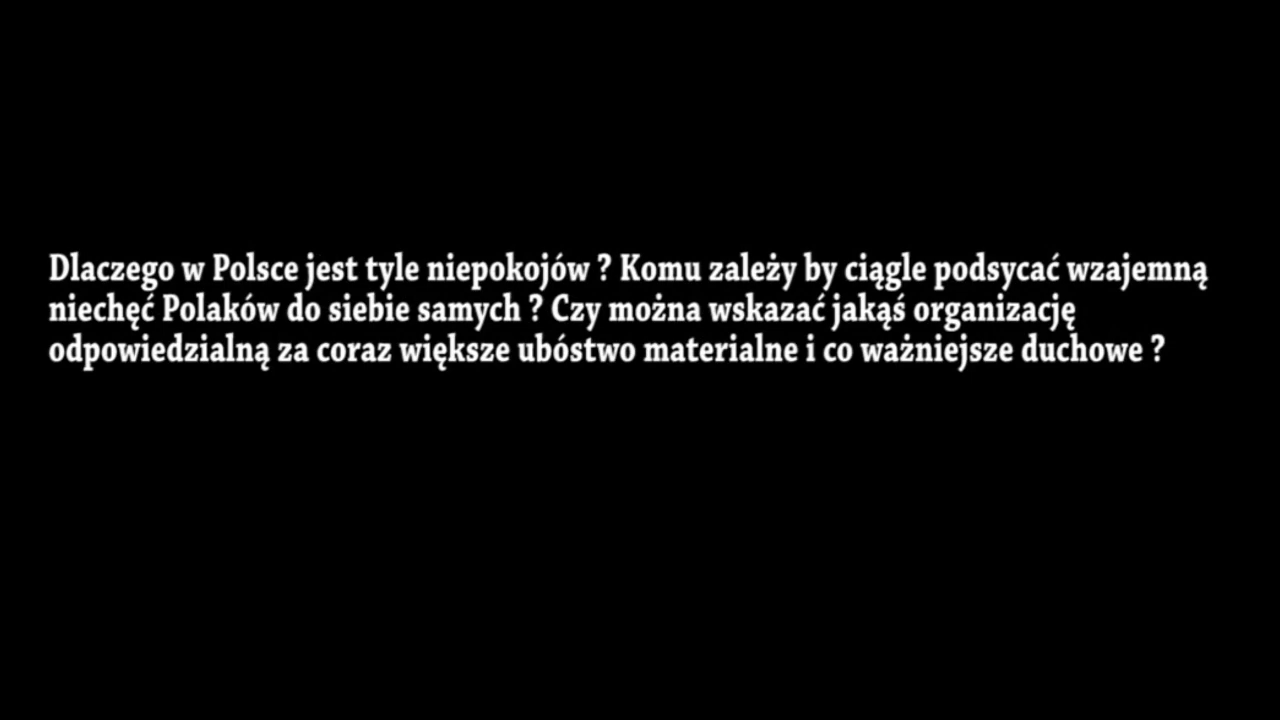 Dlaczego w Polsce jest tyle niepokojów ? Komu zależy by ciągle podsycać wzajemną
niechęć Polaków do siebie samych ? Czy można wskazać jakąś organizację
odpowiedzialną za coraz większe ubóstwo materialne i co ważniejsze duchowe ?